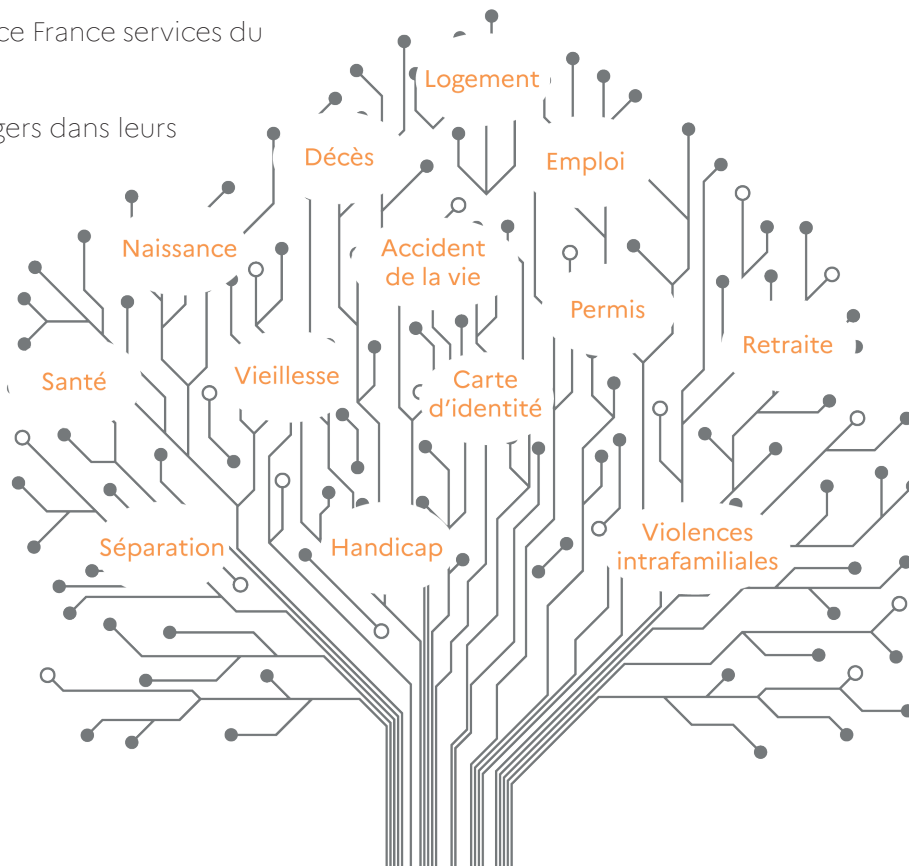 ce France services du
gers dans leurs
Logement
Décès
Emploi
Naissance
Accident
de la vie
Permis
Retraite
Santé
Vieillesse
Carte
d'identité
Séparation
Handicap
Violences
intrafamiliales